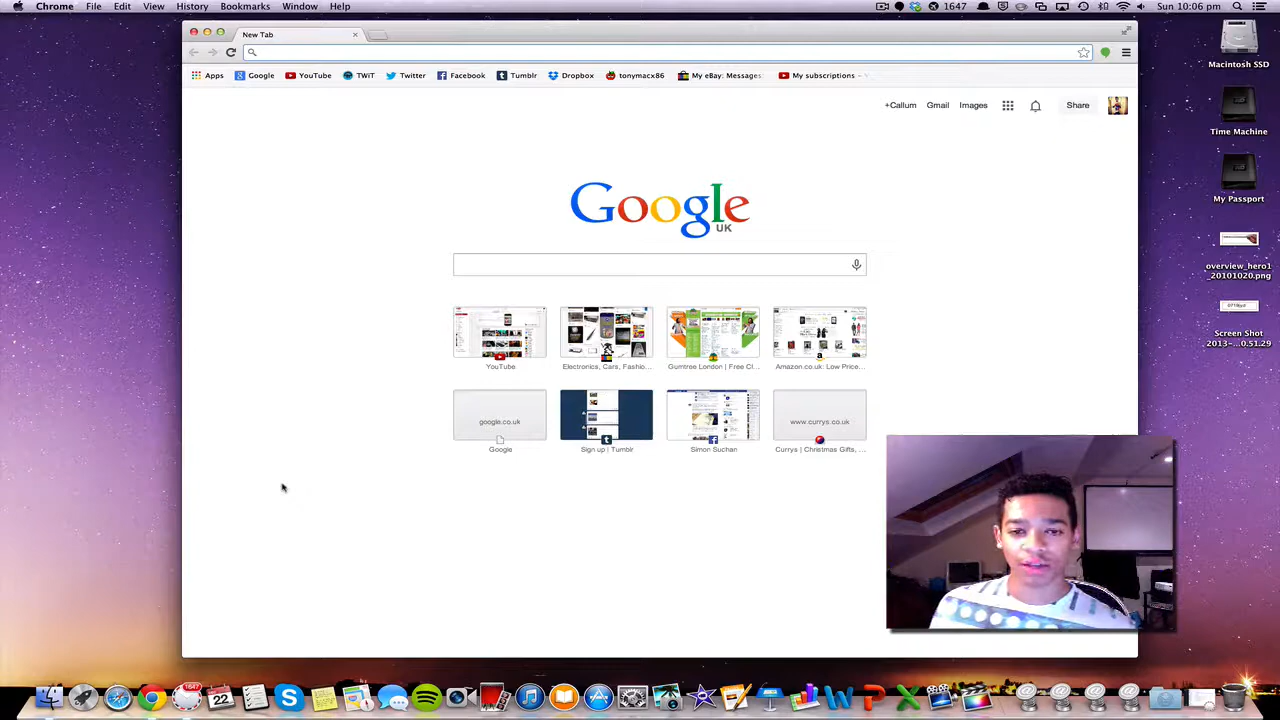 Chrome File Edit View History Bookmarks Window Help 1647 Sun 10:06 pm
New Tab
Apps Google YouTube TWiT Twitter Facebook Tumblr Dropbox tonymacx86 My eBay: Messages My subscriptions -
+Callum Gmail Images Share
Google
UK
YouTube Electronics, Cars, Fashio... Gumtree London | Free Cl... Amazon.co.uk: Low Price...
google.co.uk www.currys.co.uk
Google Sign up | Tumblr Simon Suchan Currys | Christmas Gifts, ...
Macintosh SSD
Time Machine
My Passport
overview_hero1
_20101020.png
Screen Shot
2013-...0.51.29
1647
22